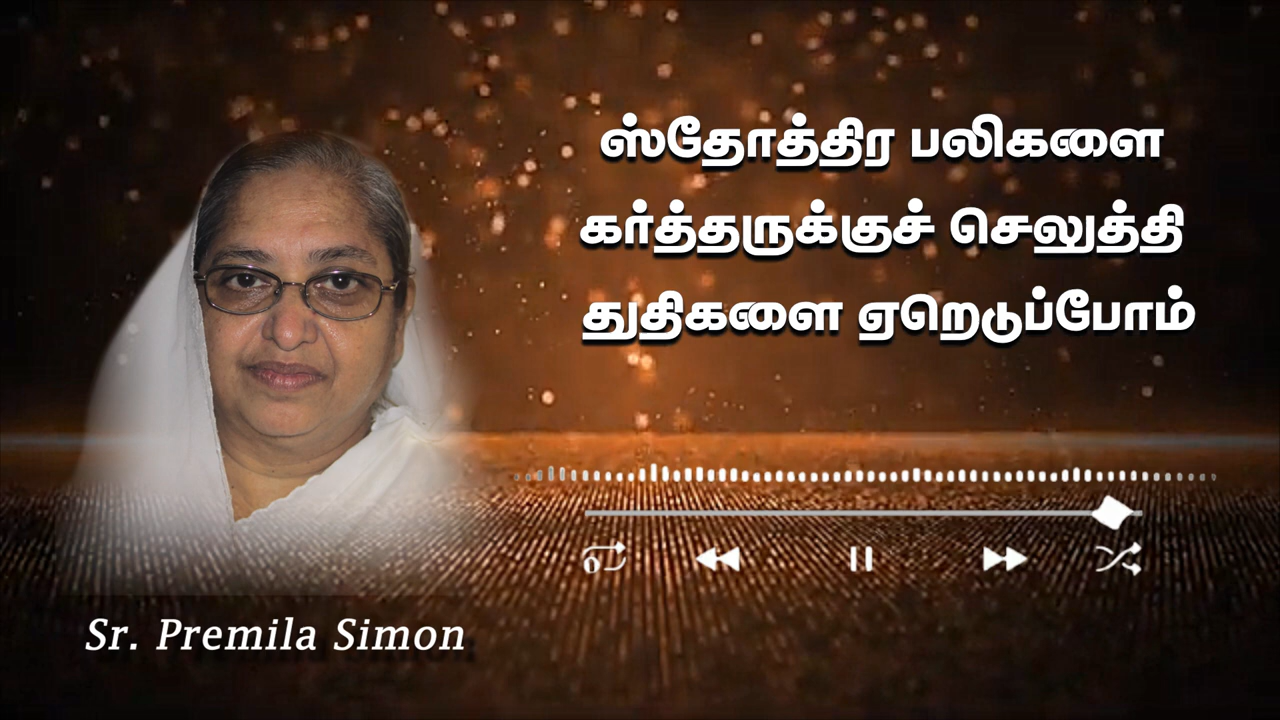 ஸ்தோத்திர பலிகளை
கர்த்தருக்குச் செலுத்தி
துதிகளை ஏறெடுப்போம்
Sr. Premila Simon